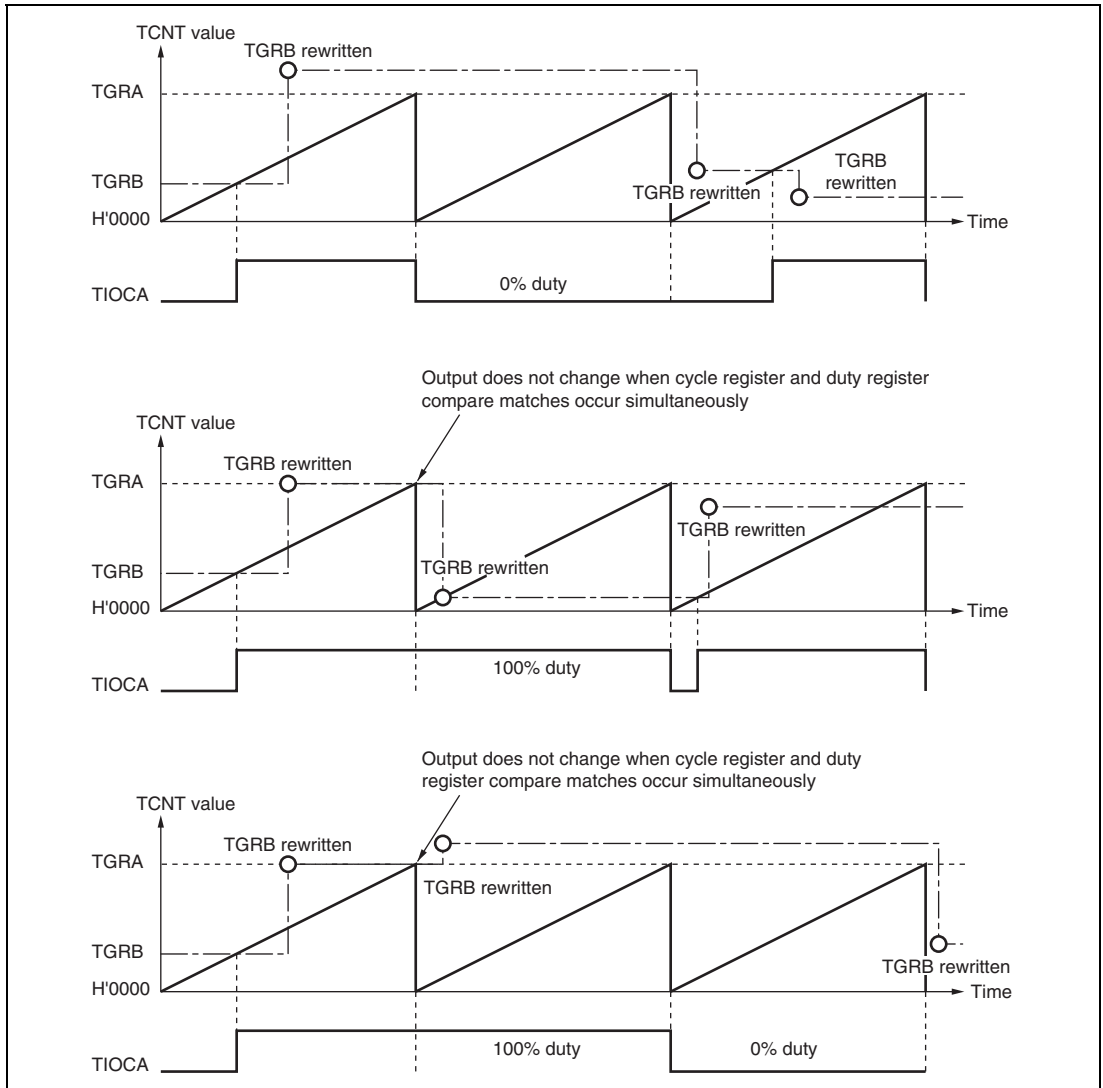 TCNT value
TGRB rewritten
TGRA
TGRB
rewritten
TGRB
TGRB rewritten
H'0000
Time
0% duty
TIOCA
Output does not change when cycle register and duty register
compare matches occur simultaneously
TCNT value
TGRB rewritten
TGRA
TGRB rewritten
TGRB rewritten
TGRB
H'0000
Time
100% duty
TIOCA
Output does not change when cycle register and duty
register compare matches occur simultaneously
TCNT value
TGRB rewritten
TGRA
TGRB rewritten
TGRB
TGRB rewritten
H'0000
Time
100% duty
0% duty
TIOCA